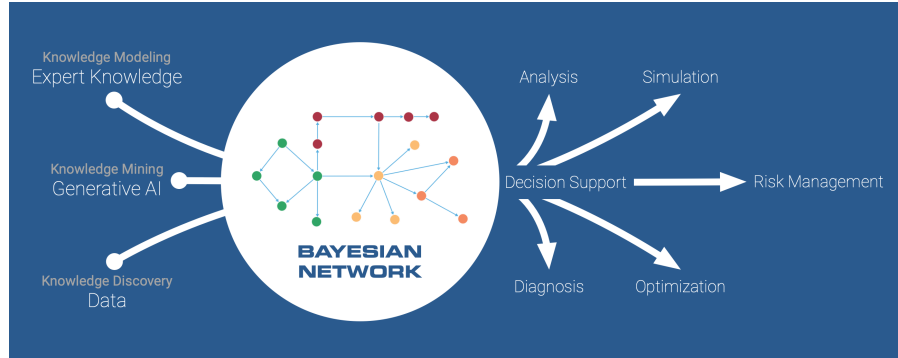 Knowledge Modeling
Expert Knowledge
Knowledge Mining
Generative AI
Knowledge Discovery
Data
BAYESIAN
NETWORK
Analysis
Simulation
Decision Support
Risk Management
Diagnosis
Optimization